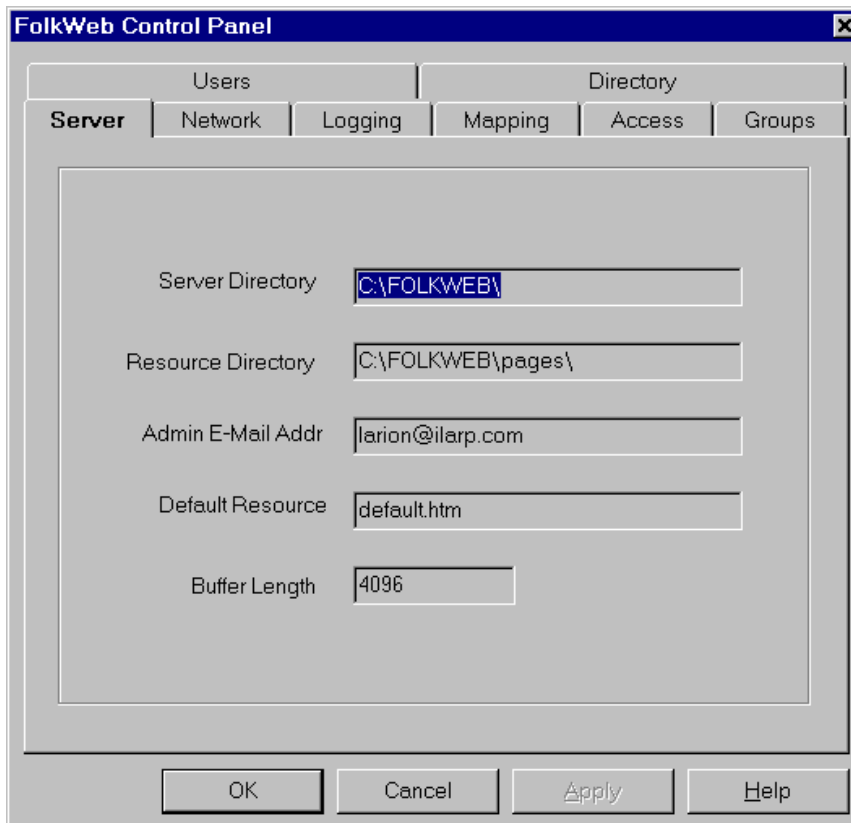 FolkWeb Control Panel
Users Directory
Server Network Logging Mapping Access Groups
Server Directory C:\FOLKWEB\
Resource Directory C:\FOLKWEB\pages\
Admin E-Mail Addr larion@ilarp.com
Default Resource default.htm
Buffer Length 4096
OK Cancel Apply Help